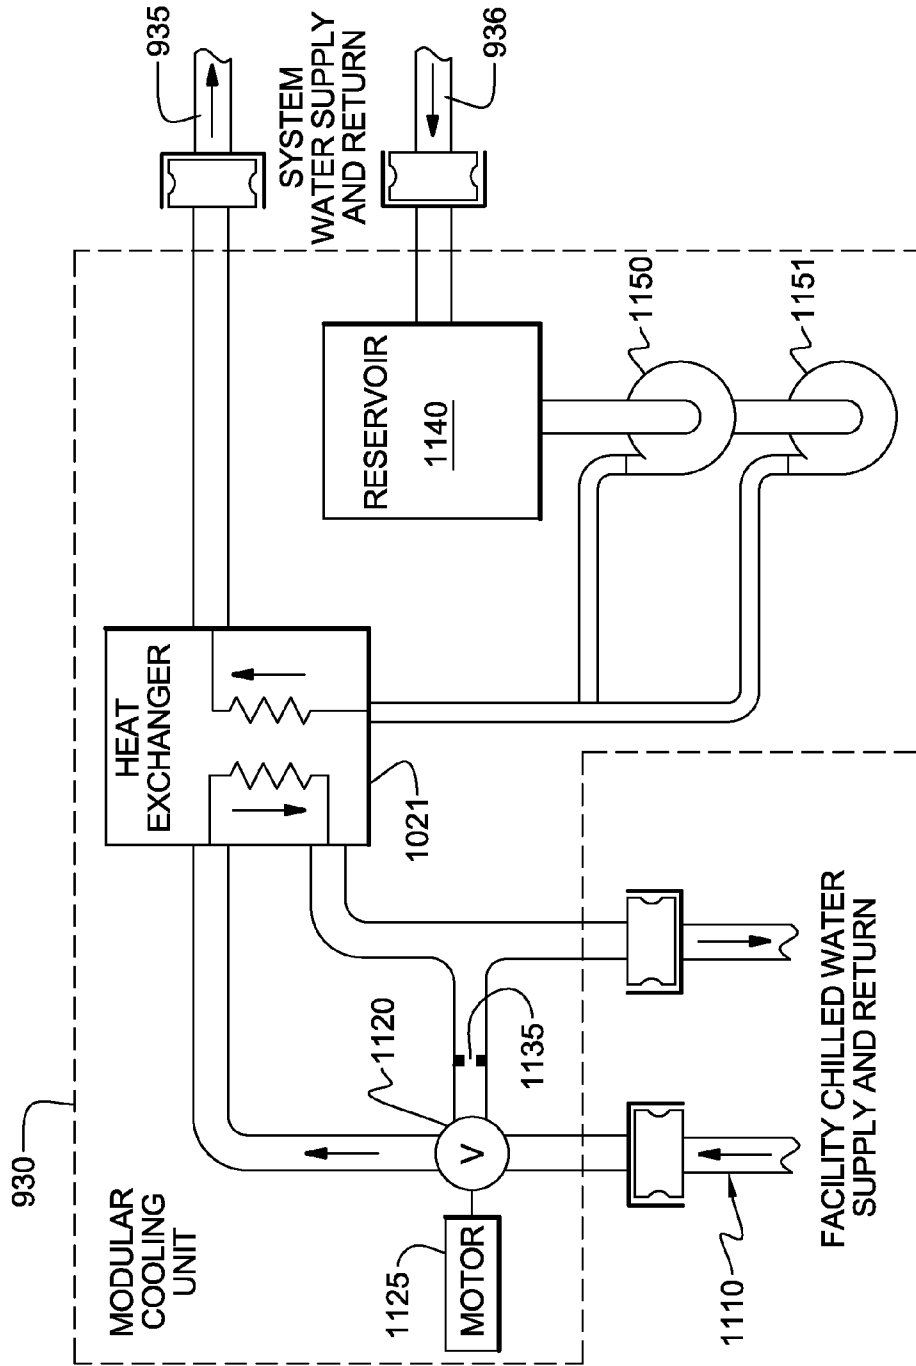 930
MODULAR
COOLING
UNIT
HEAT
EXCHANGER
1021
935
SYSTEM
WATER SUPPLY
AND RETURN
936
RESERVOIR
1140
1150
1151
1125
MOTOR
V
1120
1135
1110
FACILITY CHILLED WATER
SUPPLY AND RETURN